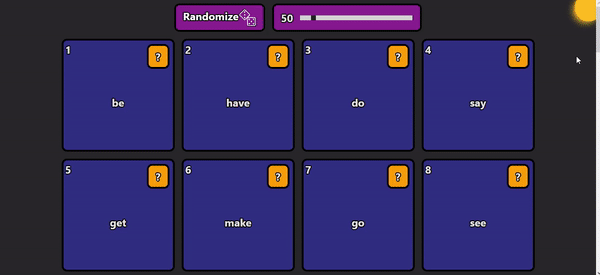 Randomize 50
1 ? 2 ? 3 ? 4 ?
be have do say
5 ? 6 ? 7 ? 8 ?
get make go see